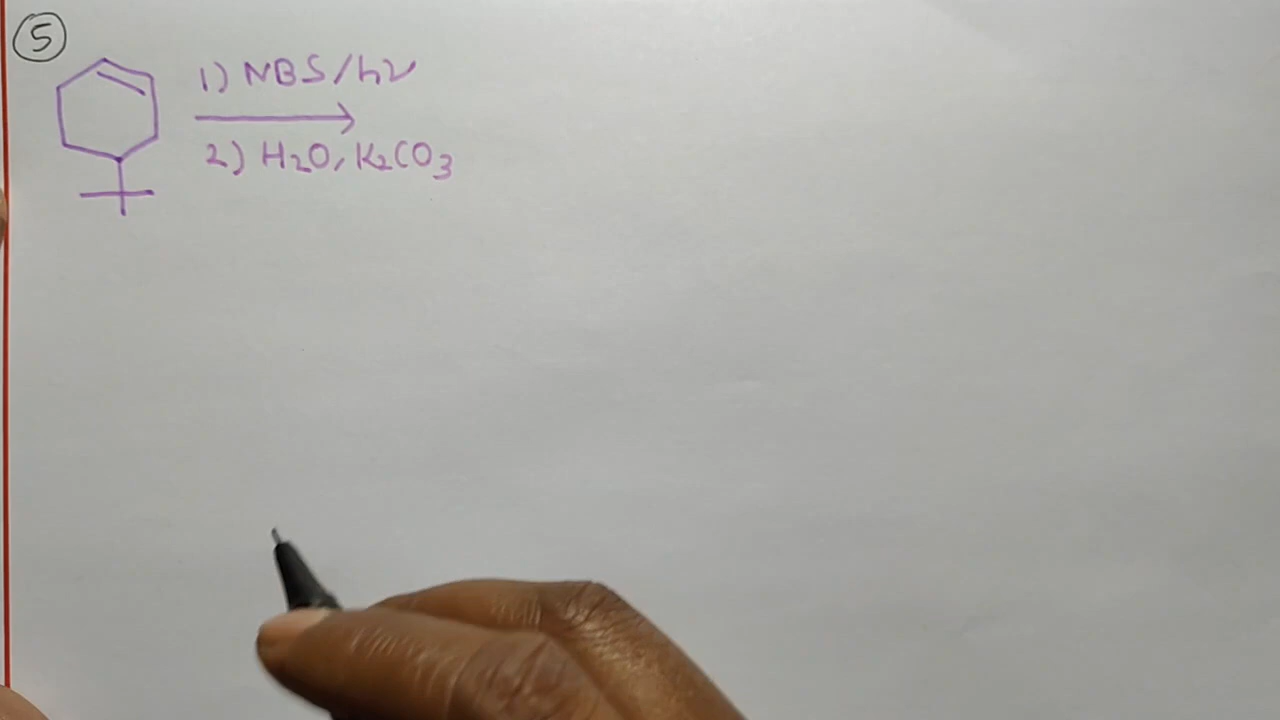 5
1) NBS/hν
2) H₂O, K₂CO₃